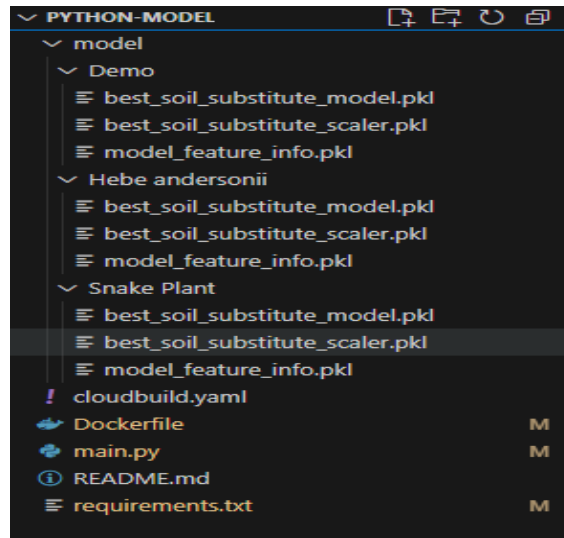 PYTHON-MODEL
model
Demo
best_soil_substitute_model.pkl
best_soil_substitute_scaler.pkl
model_feature_info.pkl
Hebe andersonii
best_soil_substitute_model.pkl
best_soil_substitute_scaler.pkl
model_feature_info.pkl
Snake Plant
best_soil_substitute_model.pkl
best_soil_substitute_scaler.pkl
model_feature_info.pkl
! cloudbuild.yaml
Dockerfile M
main.py M
README.md
requirements.txt M